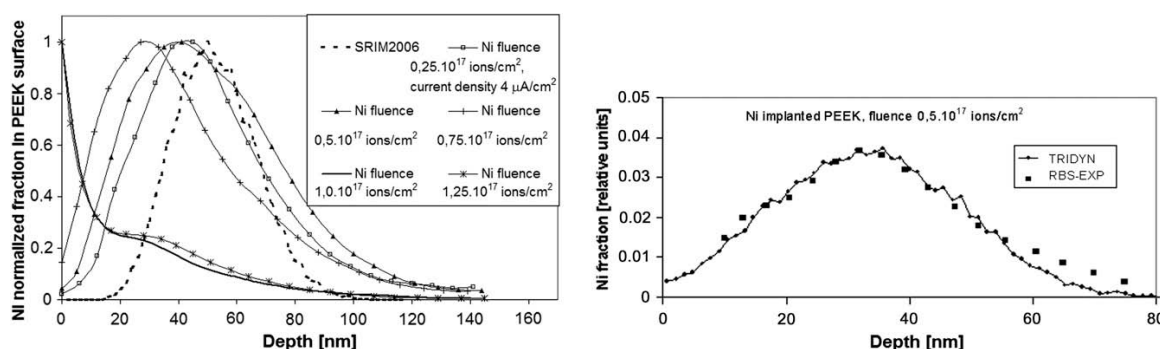 NI normalized fraction In PEEK surface
1
0.8
0.6
0.4
0.2
0
0 20 40 60 80 100 120 140 160
Depth [nm]
SRIM2006
Ni fluence
0,25.10¹⁷ ions/cm²,
current density 4 µA/cm²
Ni fluence
0,5.10¹⁷ ions/cm²
Ni fluence
0,75.10¹⁷ ions/cm²
Ni fluence
1,0.10¹⁷ ions/cm²
Ni fluence
1,25.10¹⁷ ions/cm²
Ni fraction [relative units]
0.05
0.04
0.03
0.02
0.01
0
0 20 40 60 80
Depth [nm]
Ni implanted PEEK, fluence 0,5.10¹⁷ ions/cm²
TRIDYN
RBS-EXP